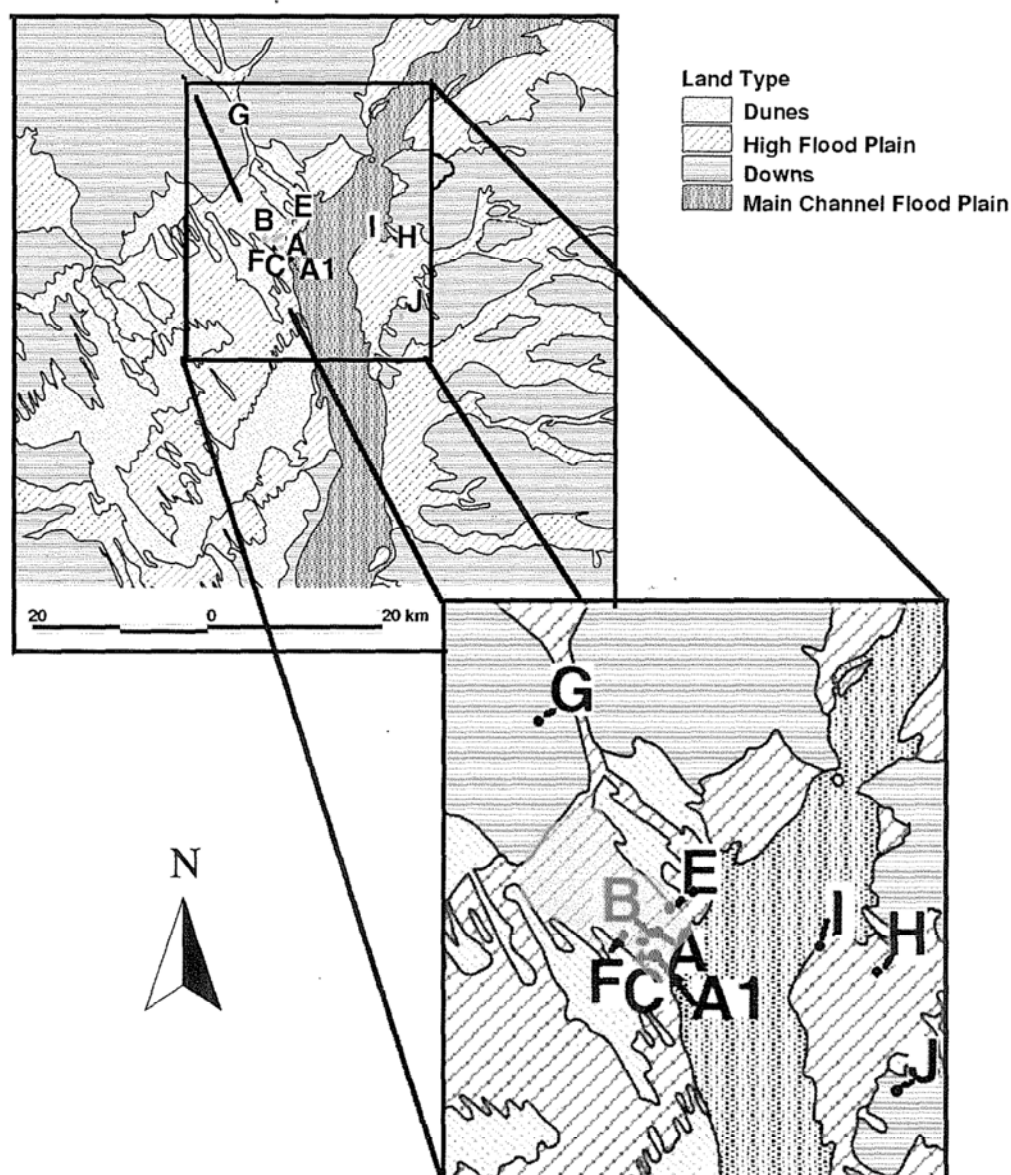 Land Type
Dunes
High Flood Plain
Downs
Main Channel Flood Plain
G
E
B
I
H
A
F
C
A1
J
20 0 20 km
N
G
E
B
I
H
A
F
C
A1
J